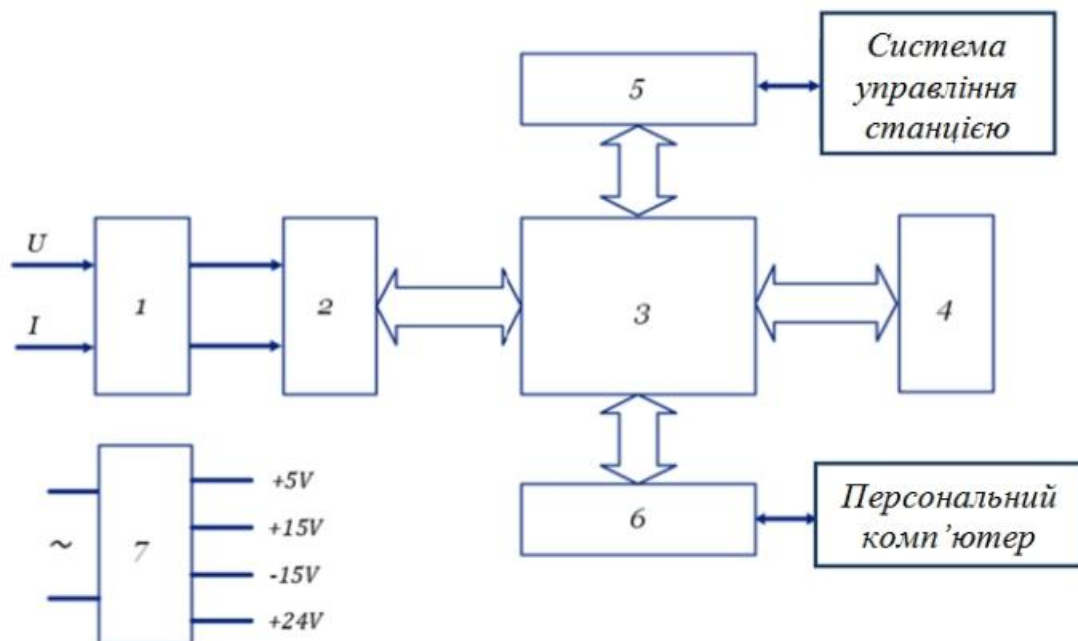 Система
управління
станцією
5
U
I
1
2
3
4
+5V
+15V
-15V
+24V
~
7
6
Персональний
комп’ютер